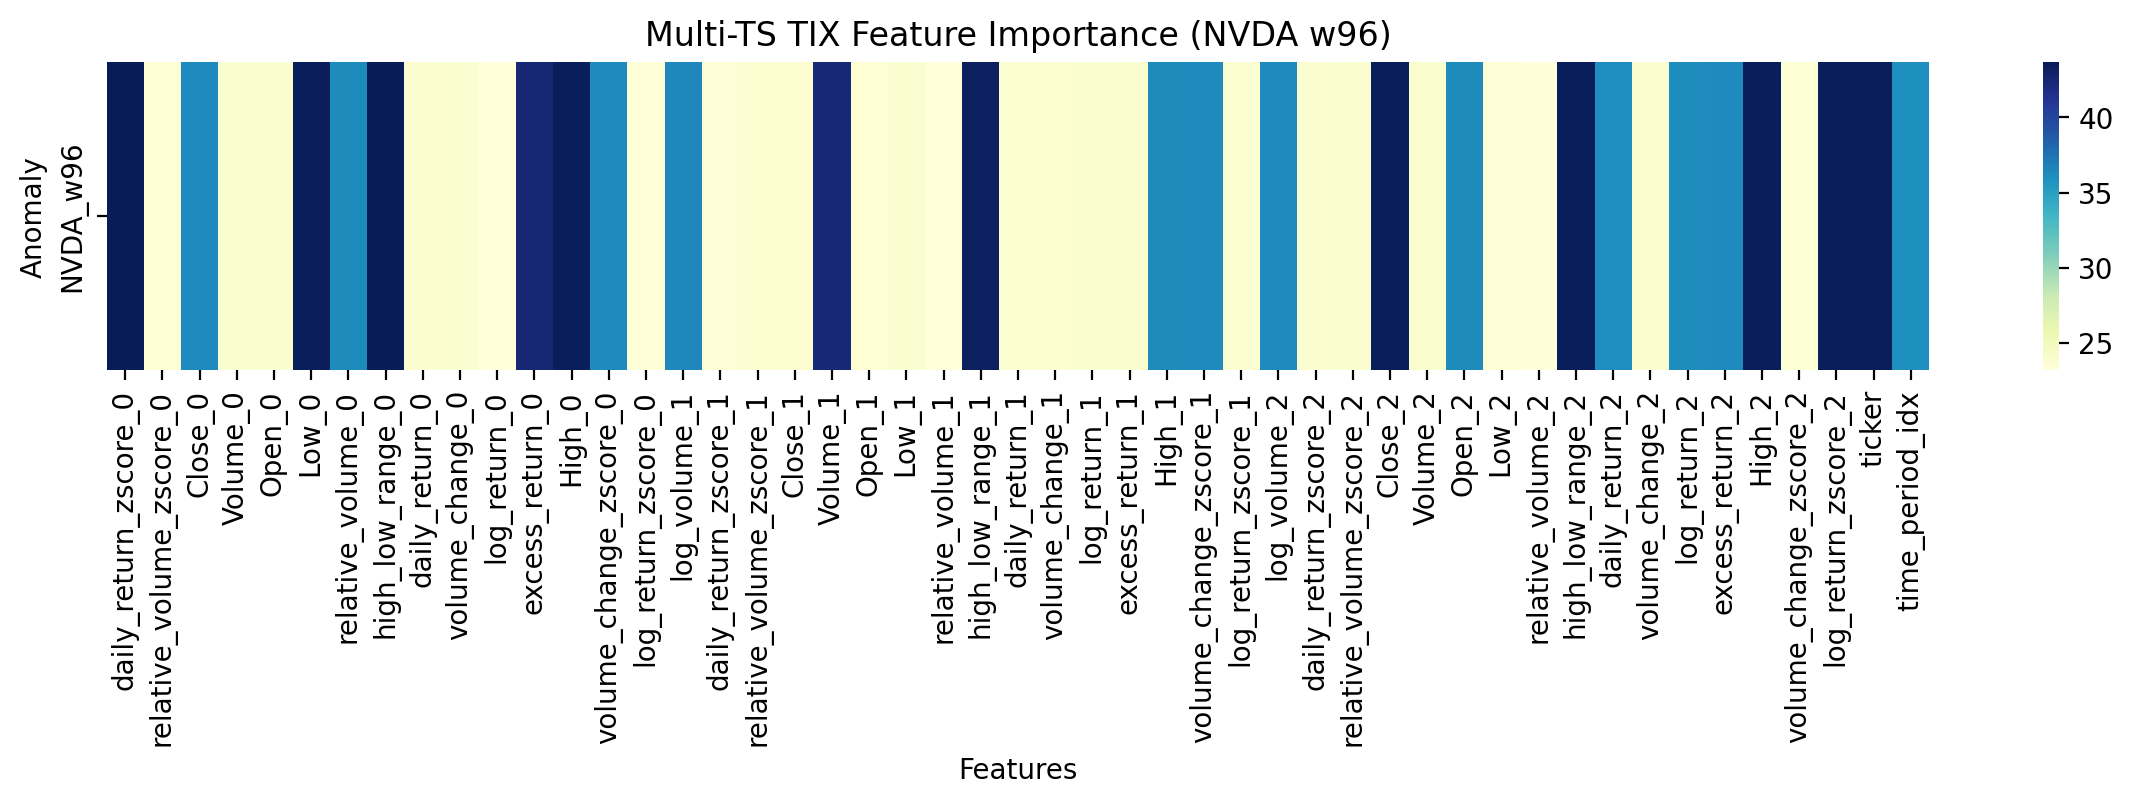 Multi-TS TIX Feature Importance (NVDA w96)
Anomaly
NVDA_w96
40
35
30
25
daily_return_zscore_0
relative_volume_zscore_0
Close_0
Volume_0
Open_0
Low_0
relative_volume_0
high_low_range_0
daily_return_0
volume_change_0
log_return_0
excess_return_0
High_0
volume_change_zscore_0
log_return_zscore_0
log_volume_1
daily_return_zscore_1
relative_volume_zscore_1
Close_1
Volume_1
Open_1
Low_1
relative_volume_1
high_low_range_1
daily_return_1
volume_change_1
log_return_1
excess_return_1
High_1
volume_change_zscore_1
log_return_zscore_1
log_volume_2
daily_return_zscore_2
relative_volume_zscore_2
Close_2
Volume_2
Open_2
Low_2
relative_volume_2
high_low_range_2
daily_return_2
volume_change_2
log_return_2
excess_return_2
High_2
volume_change_zscore_2
log_return_zscore_2
ticker
time_period_idx
Features